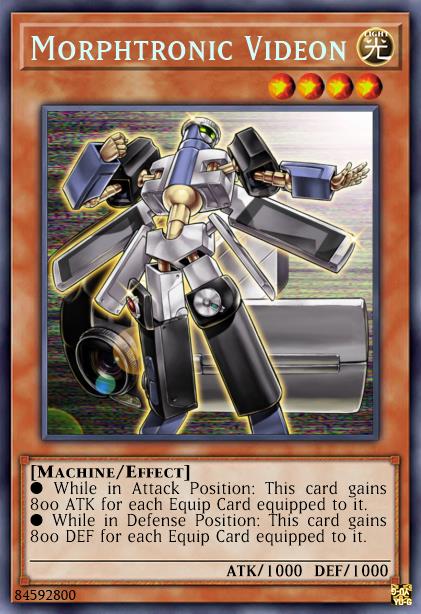 MORPHTRONIC VIDEON
LIGHT
光
[MACHINE/EFFECT]
● While in Attack Position: This card gains
800 ATK for each Equip Card equipped to it.
● While in Defense Position: This card gains
800 DEF for each Equip Card equipped to it.
ATK/1000 DEF/1000
84592800